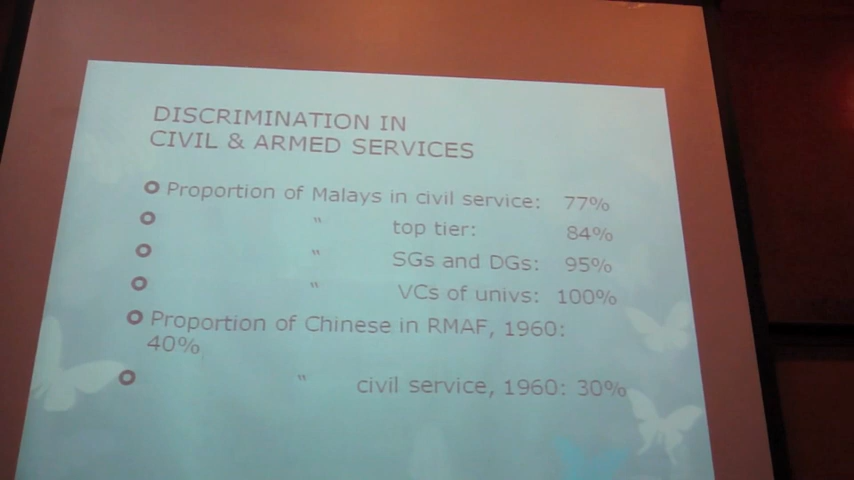 DISCRIMINATION IN
CIVIL & ARMED SERVICES
Proportion of Malays in civil service: 77%
“ top tier: 84%
“ SGs and DGs: 95%
“ VCs of univs: 100%
Proportion of Chinese in RMAF, 1960:
40%
“ civil service, 1960: 30%